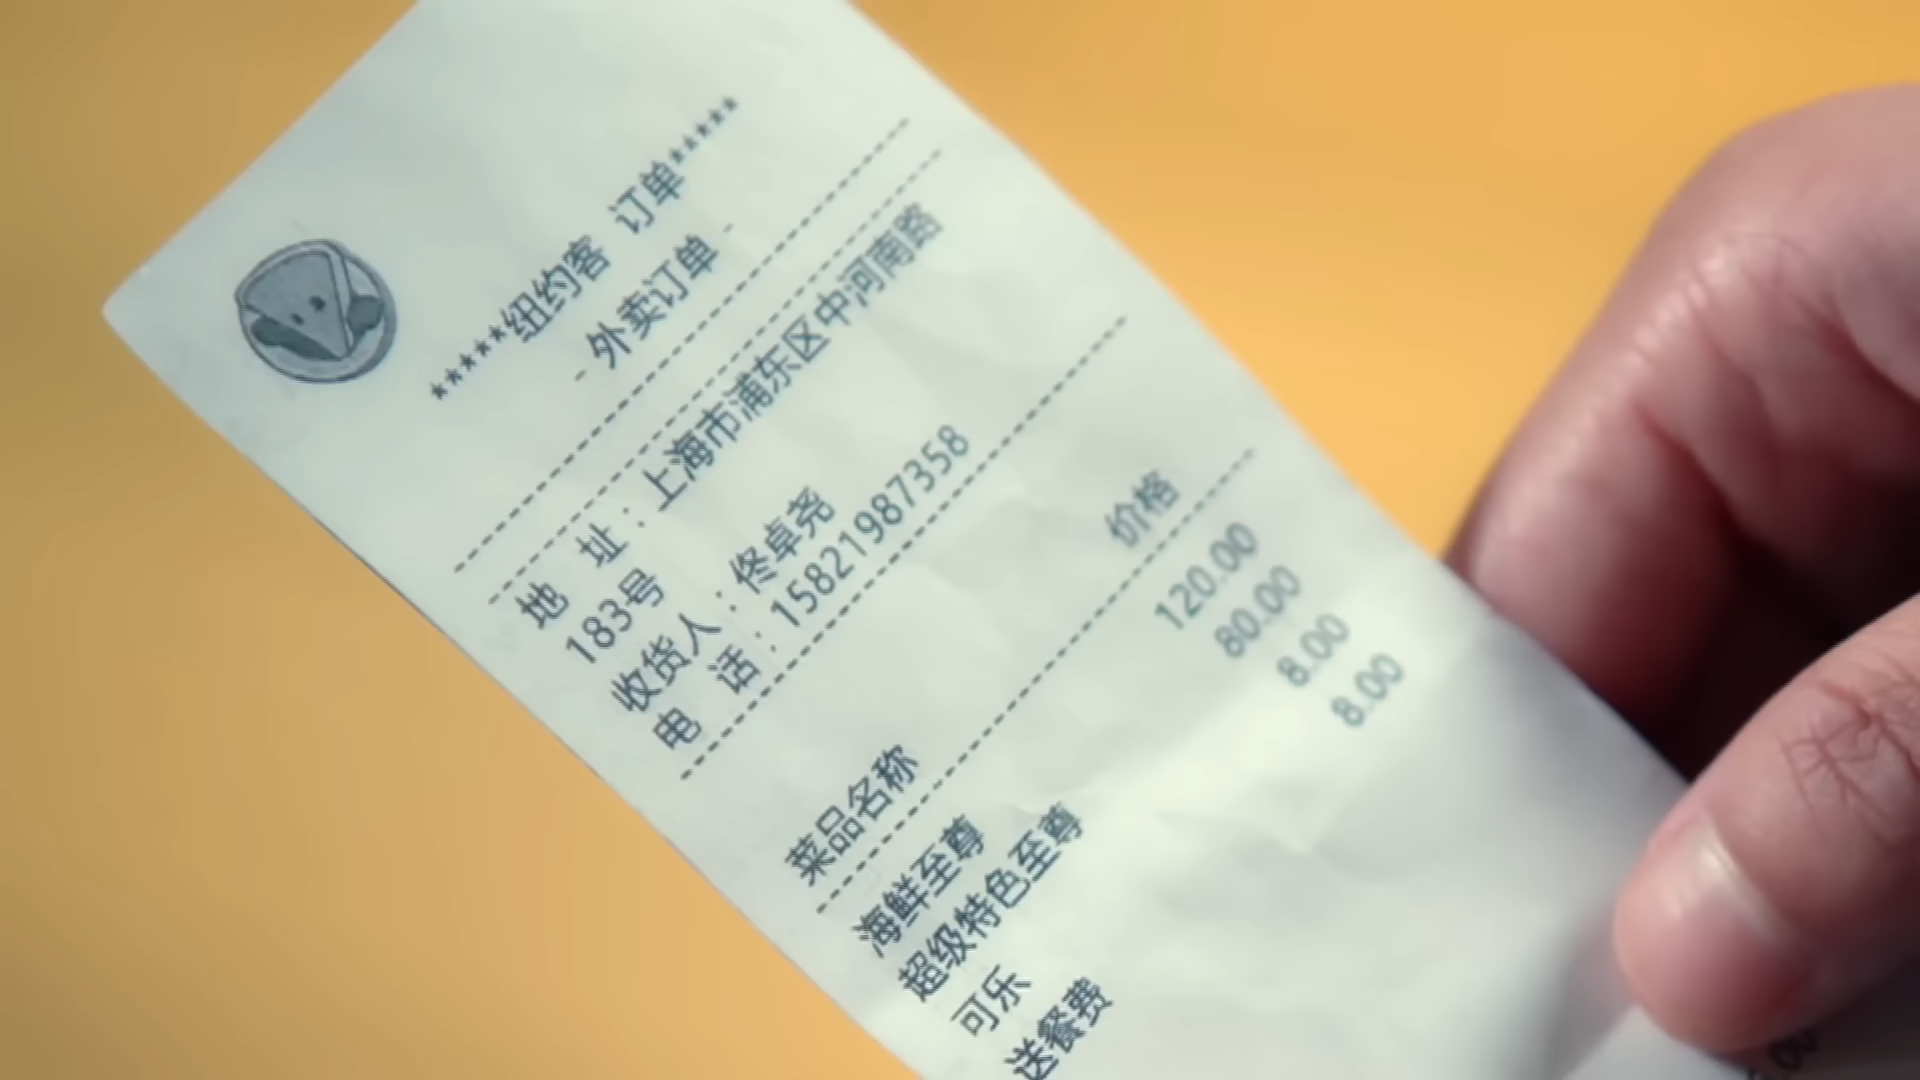 *****纽约客 订单*****
- 外卖订单 -
地 址：上海市浦东区中河南路
183号
收货人：佟卓尧
电 话：15821987358
菜品名称 价格
海鲜至尊 120.00
超级特色至尊 80.00
可乐 8.00
送餐费 8.00